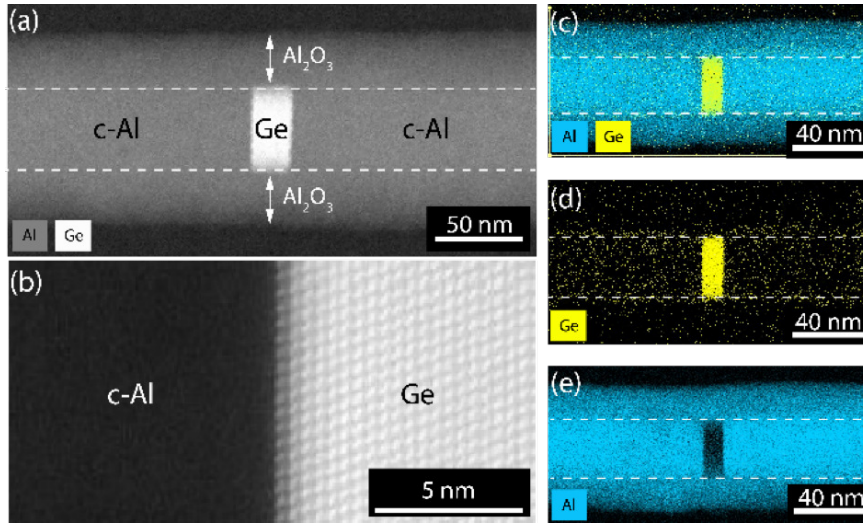 (a)
Al₂O₃
c-Al
Ge
c-Al
Al₂O₃
Al
Ge
50 nm
(b)
c-Al
Ge
5 nm
(c)
Al
Ge
40 nm
(d)
Ge
40 nm
(e)
Al
40 nm